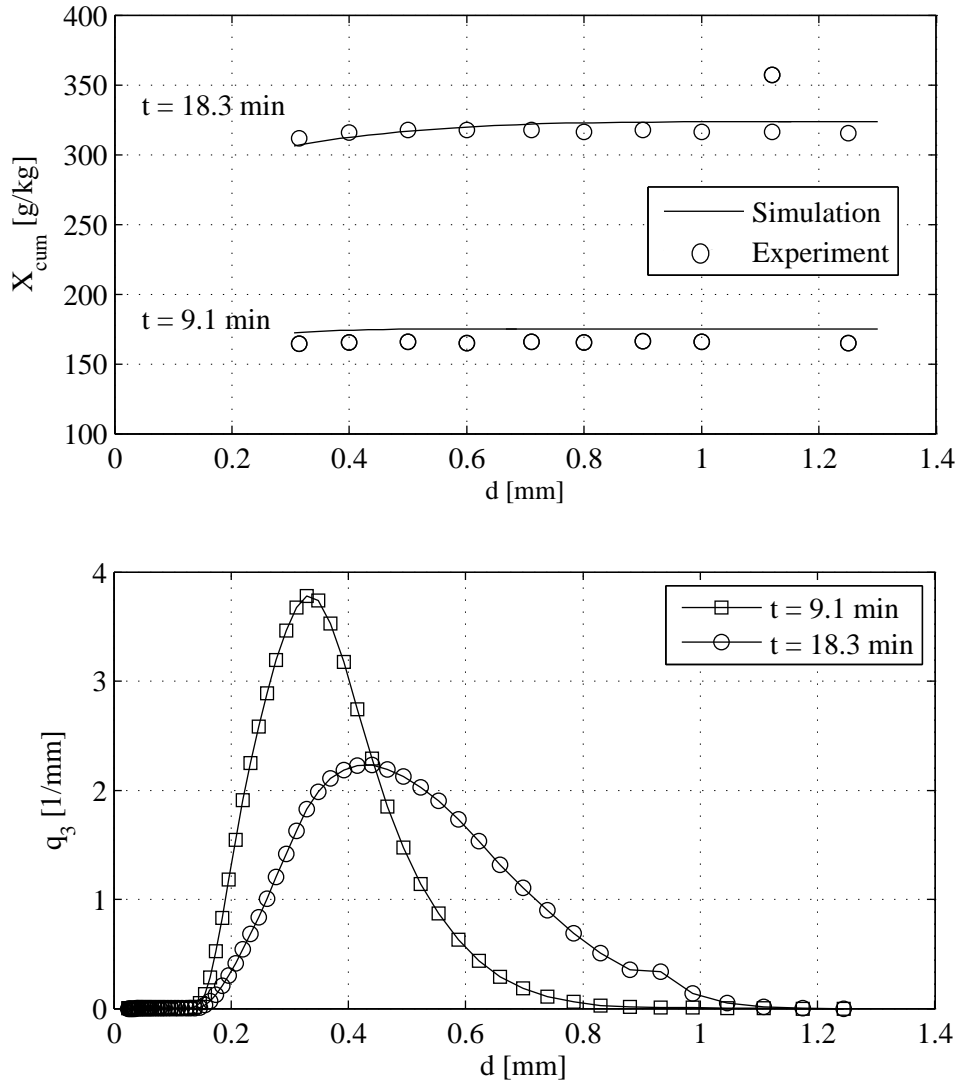 400
350
300
250
200
150
100
X_cum [g/kg]
t = 18.3 min
t = 9.1 min
Simulation
Experiment
0 0.2 0.4 0.6 0.8 1 1.2 1.4
d [mm]
4
3
2
1
0
q_3 [1/mm]
t = 9.1 min
t = 18.3 min
0 0.2 0.4 0.6 0.8 1.0 1.2 1.4
d [mm]